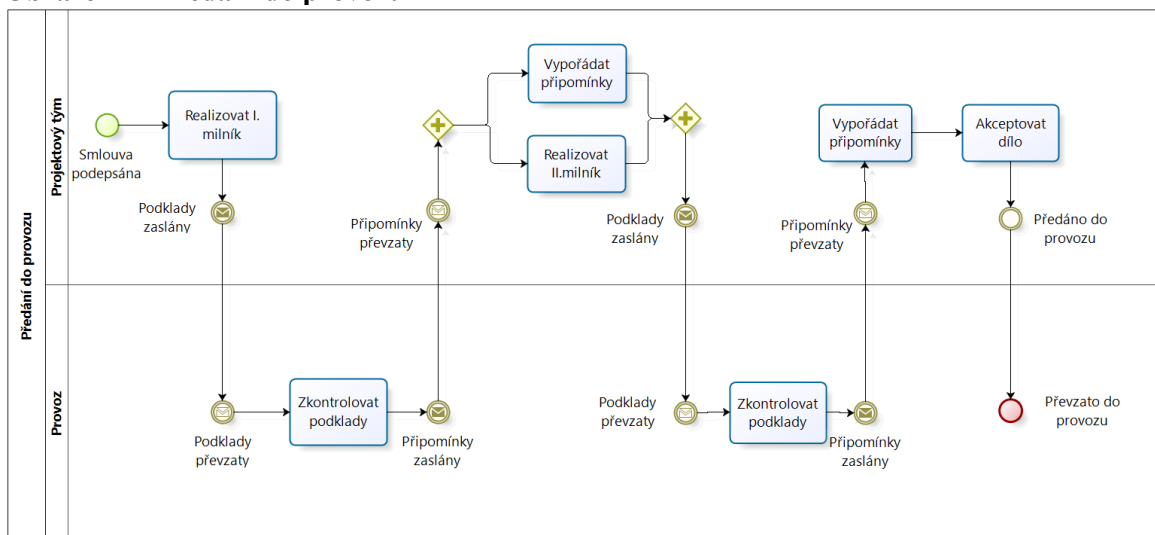 Předání do provozu
Projektový tým
Provoz
Smlouva
podepsána
Realizovat I.
milník
Podklady
zaslány
Podklady
převzaty
Zkontrolovat
podklady
Připomínky
zaslány
Připomínky
převzaty
Vypořádat
připomínky
Realizovat
II.milník
Podklady
zaslány
Podklady
převzaty
Zkontrolovat
podklady
Připomínky
zaslány
Připomínky
převzaty
Vypořádat
připomínky
Akceptovat
dílo
Předáno do
provozu
Převzato do
provozu